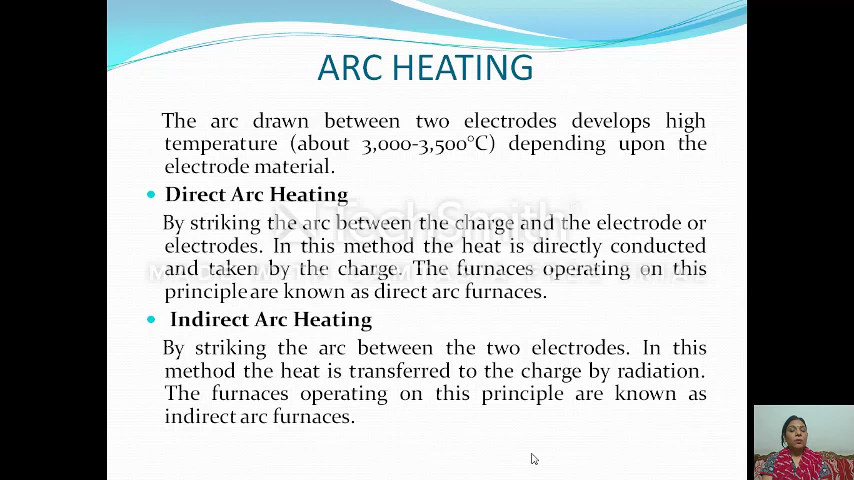 ARC HEATING
The arc drawn between two electrodes develops high
temperature (about 3,000-3,500°C) depending upon the
electrode material.
Direct Arc Heating
By striking the arc between the charge and the electrode or
electrodes. In this method the heat is directly conducted
and taken by the charge. The furnaces operating on this
principle are known as direct arc furnaces.
Indirect Arc Heating
By striking the arc between the two electrodes. In this
method the heat is transferred to the charge by radiation.
The furnaces operating on this principle are known as
indirect arc furnaces.
TechSmith